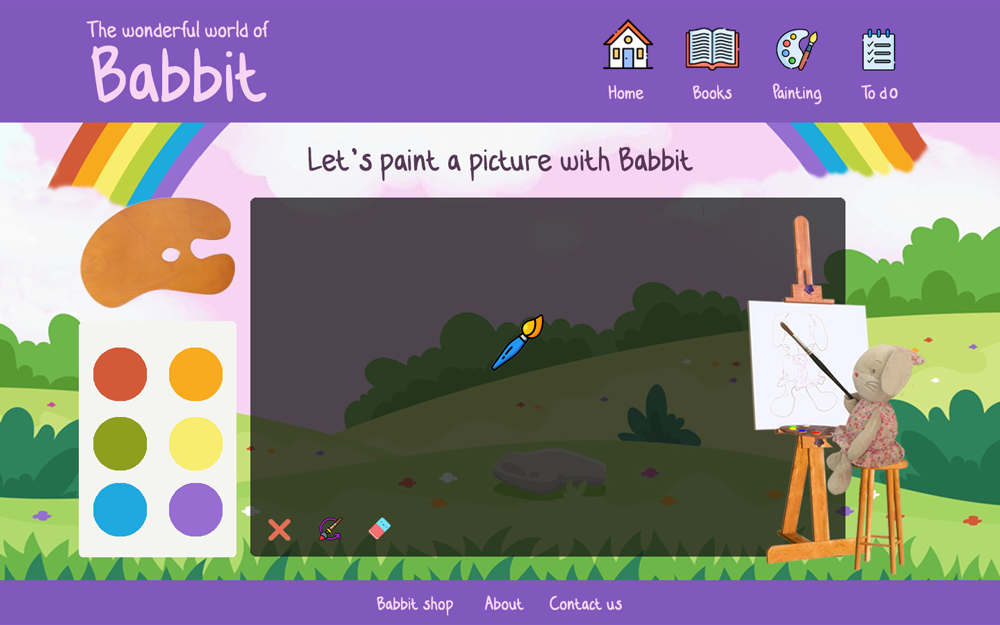 The wonderful world of
Babbit
Home
Books
Painting
To do
Let's paint a picture with Babbit
Babbit shop
About
Contact us